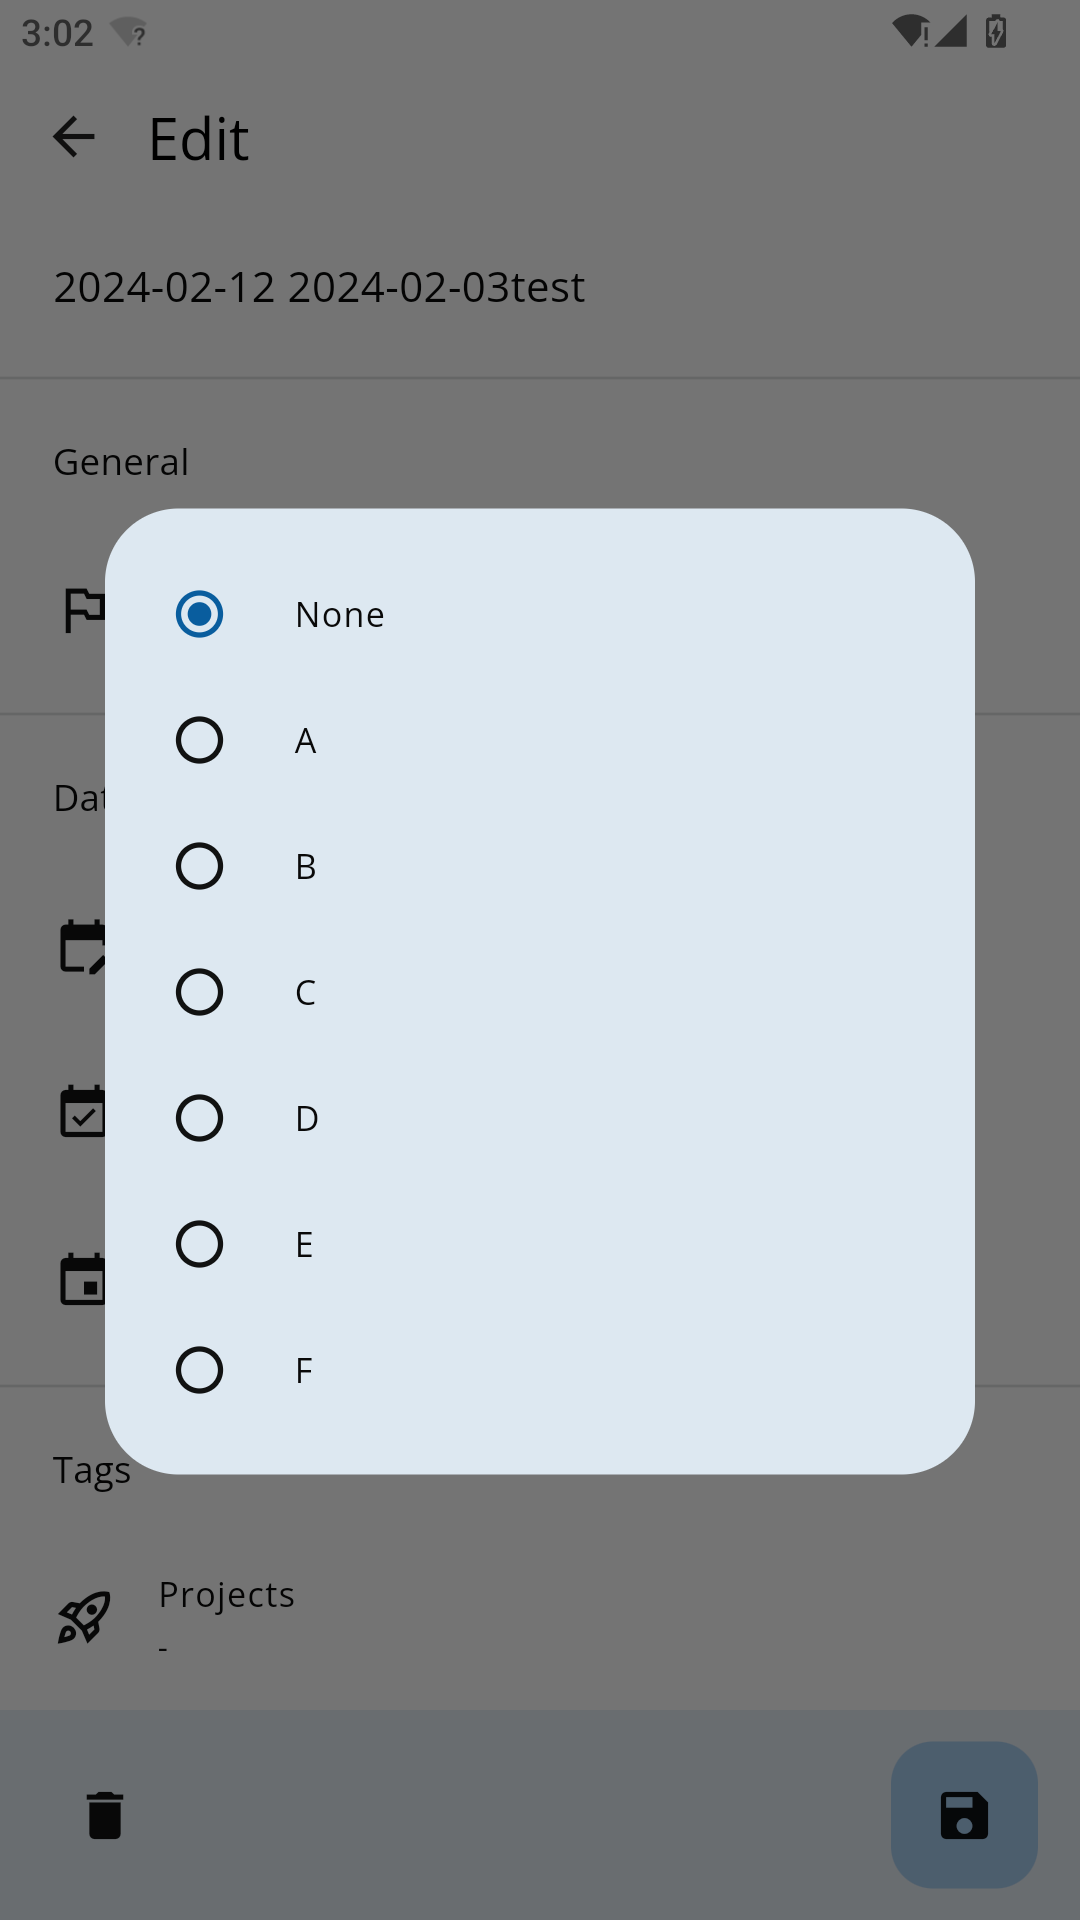 3:02
Edit
2024-02-12 2024-02-03test
General
None
A
Dat
B
C
D
E
F
Tags
Projects
-